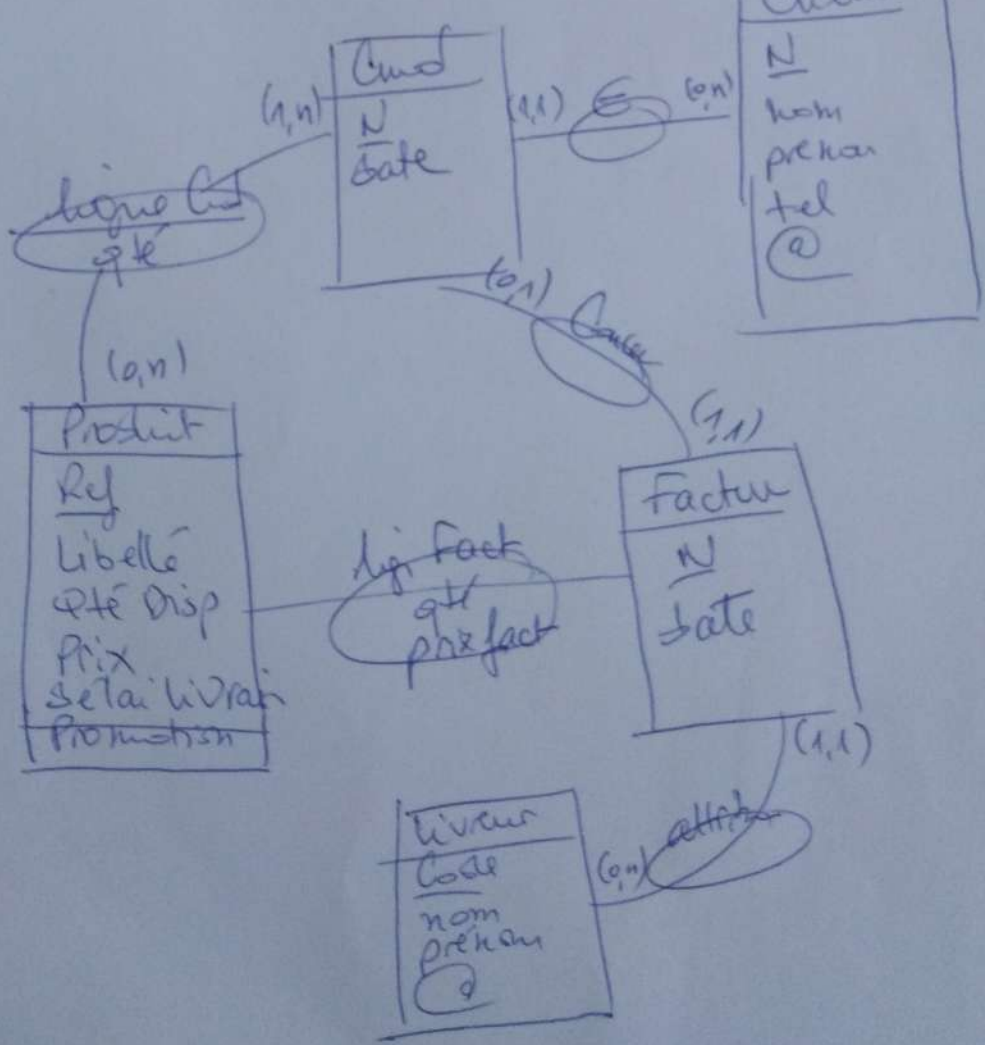 Cmd
N
date
(1,n)
(1,1)
E
(0,n)
N
nom
prénom
tel
@
ligne Cmd
qté
(0,n)
(0,1)
(1,1)
Produit
Ref
Libellé
Qté Disp
Prix
Délai Livrai
Promotion
lig Fact
qté
prix fact
Factur
N
date
(1,1)
(0,n)
Livreur
Code
nom
prénom
@